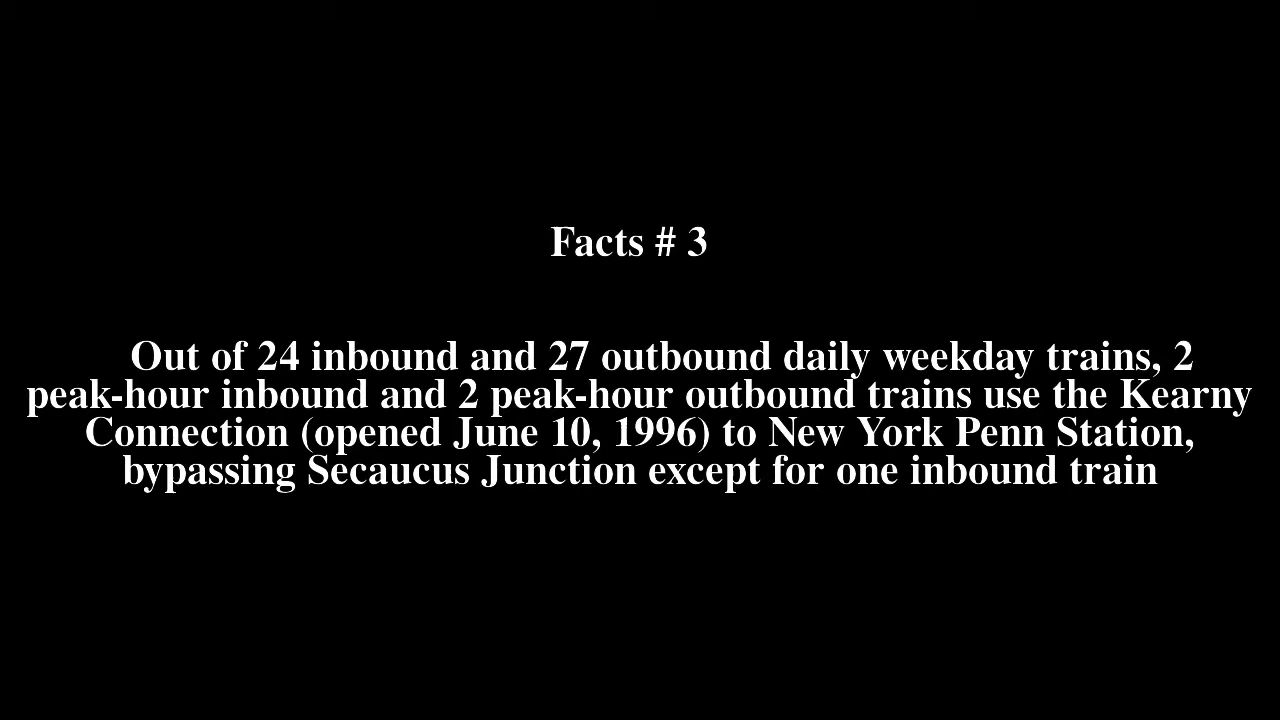 Facts # 3
Out of 24 inbound and 27 outbound daily weekday trains, 2
peak-hour inbound and 2 peak-hour outbound trains use the Kearny
Connection (opened June 10, 1996) to New York Penn Station,
bypassing Secaucus Junction except for one inbound train